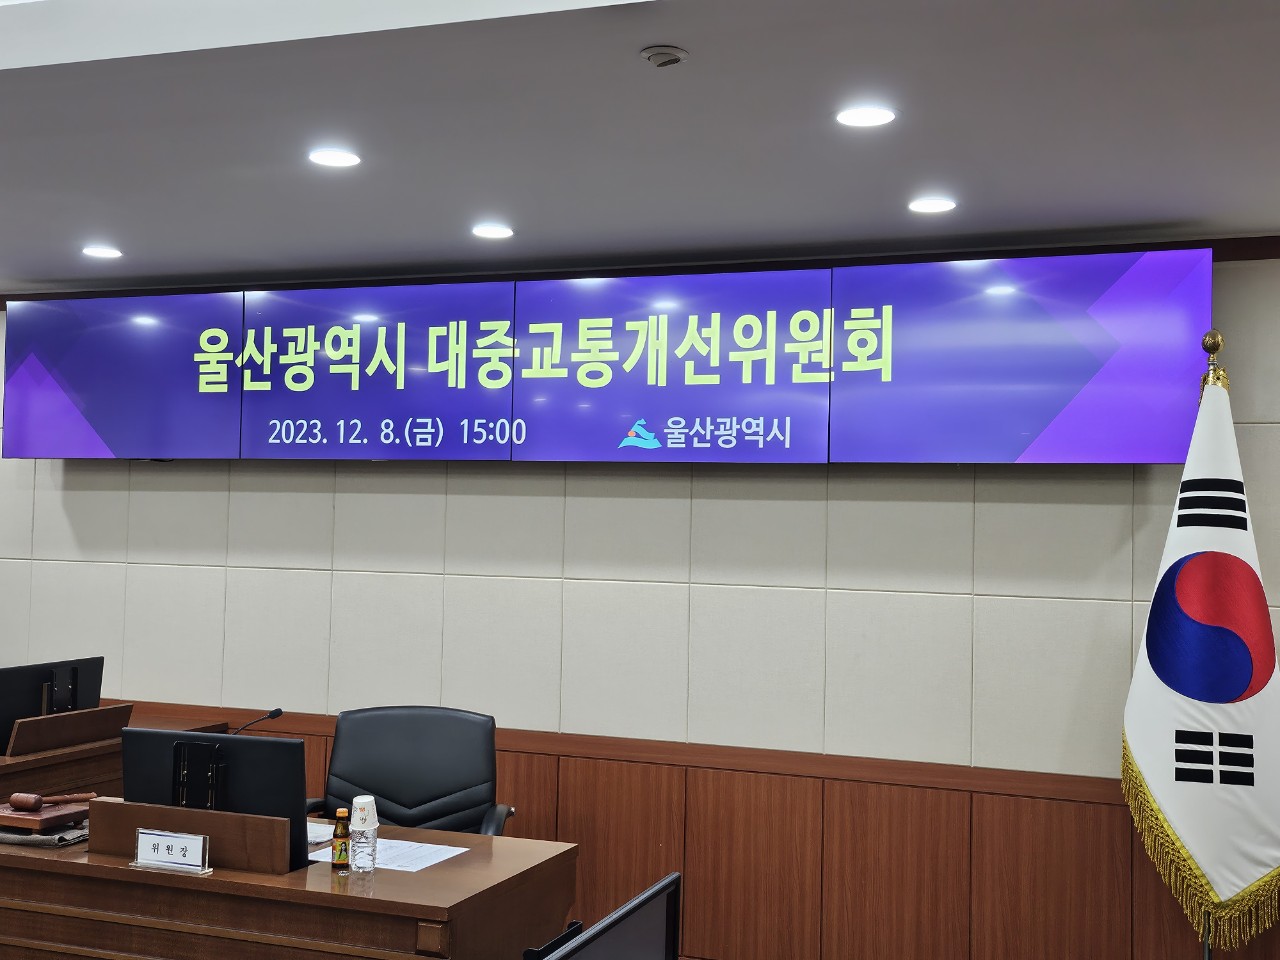 울산광역시 대중교통개선위원회
2023. 12. 8.(금) 15:00
울산광역시
위원장